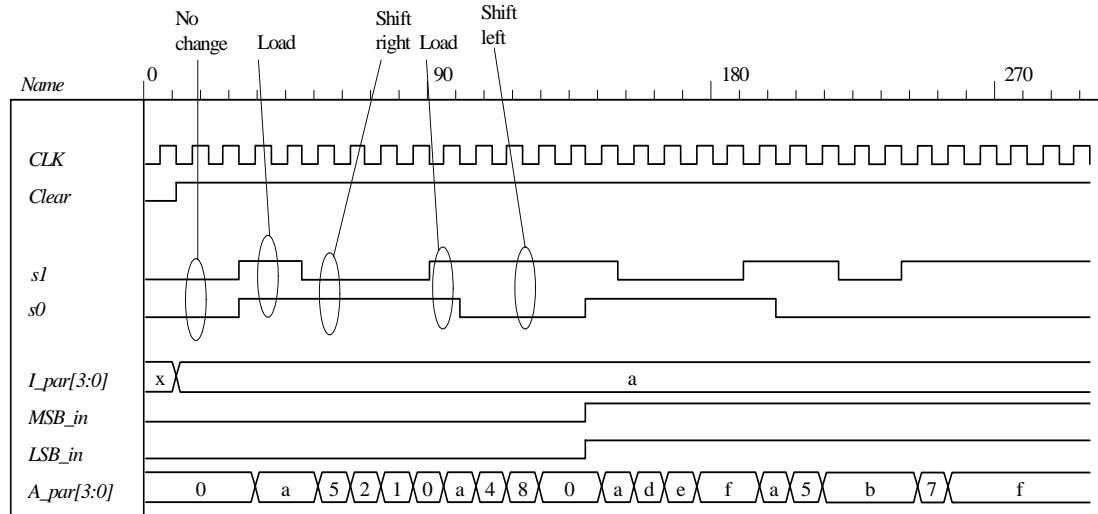 No
change
Load
Shift
right
Load
Shift
left
Name
0
90
180
270
CLK
Clear
s1
s0
I_par[3:0]
x
a
MSB_in
LSB_in
A_par[3:0]
0
a
5
2
1
0
a
4
8
0
a
d
e
f
a
5
b
7
f